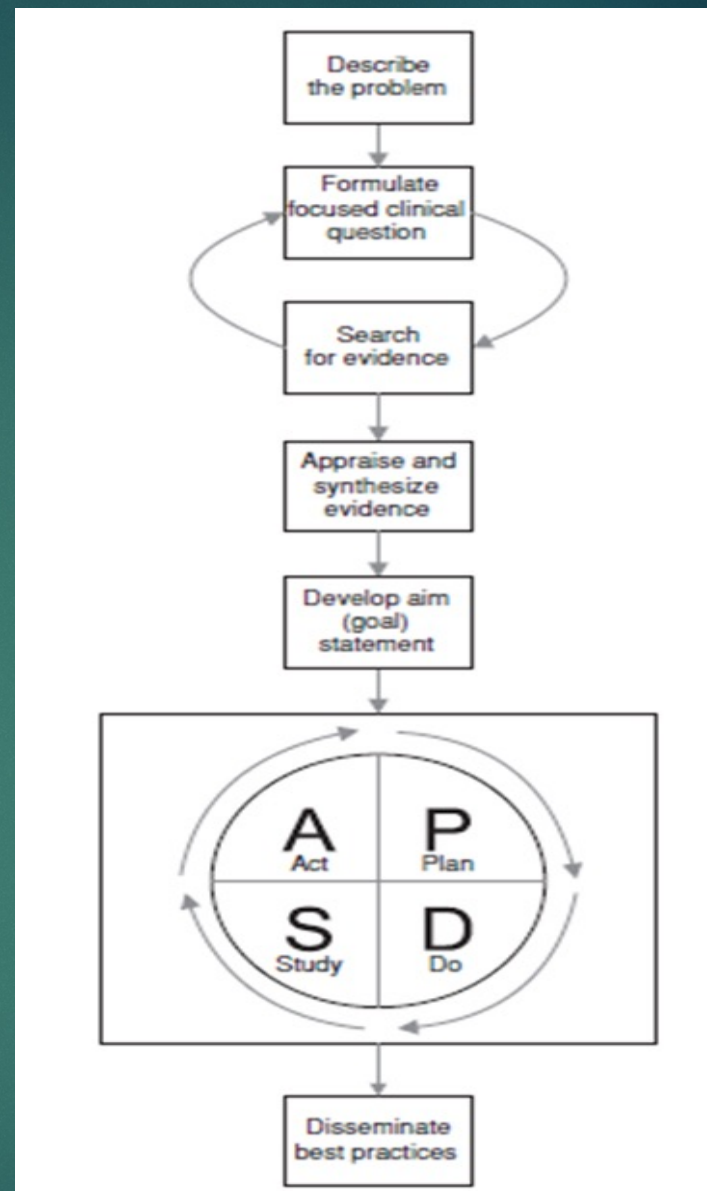 Describe
the problem
Formulate
focused clinical
question
Search
for evidence
Appraise and
synthesize
evidence
Develop aim
(goal)
statement
A
Act
P
Plan
S
Study
D
Do
Disseminate
best practices